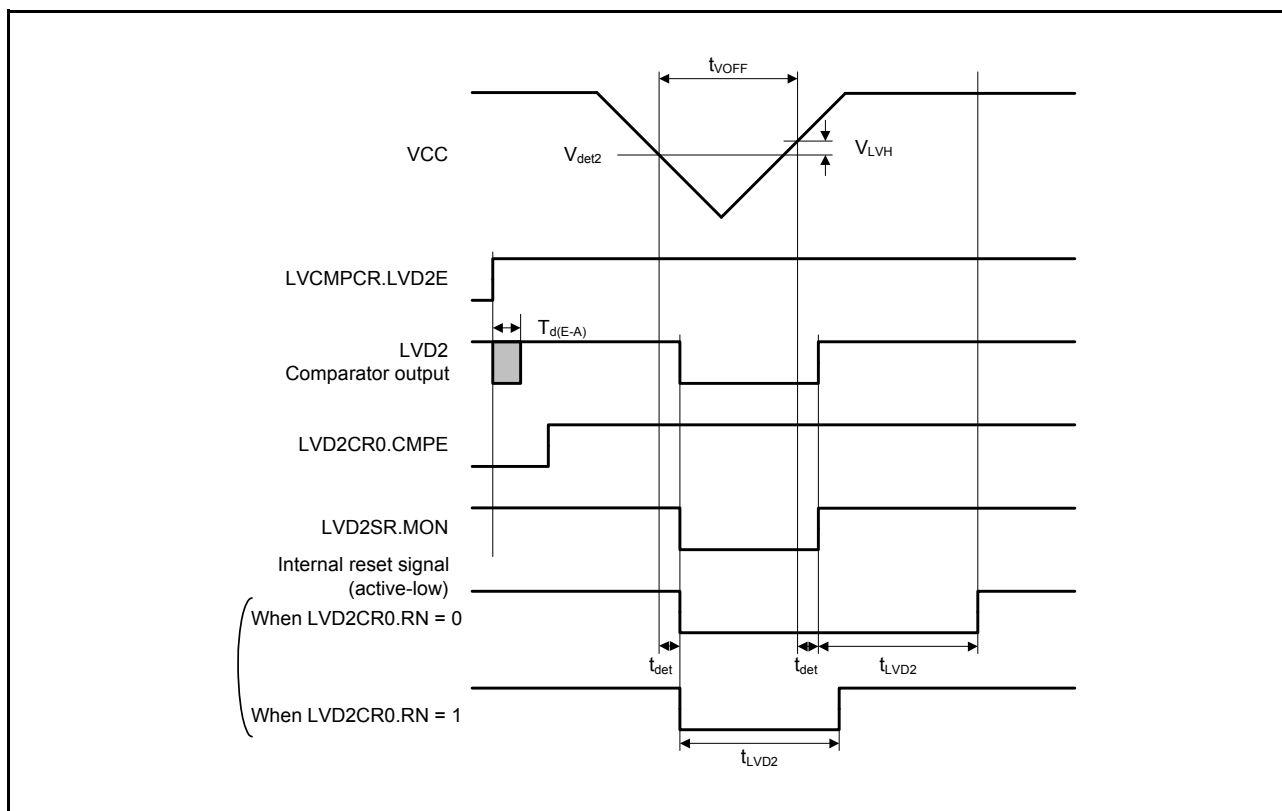 tVOFF
VCC
Vdet2
VLVH
LVCMPCR.LVD2E
Td(E-A)
LVD2
Comparator output
LVD2CR0.CMPE
LVD2SR.MON
Internal reset signal
(active-low)
When LVD2CR0.RN = 0
tdet
tdet
tLVD2
When LVD2CR0.RN = 1
tLVD2